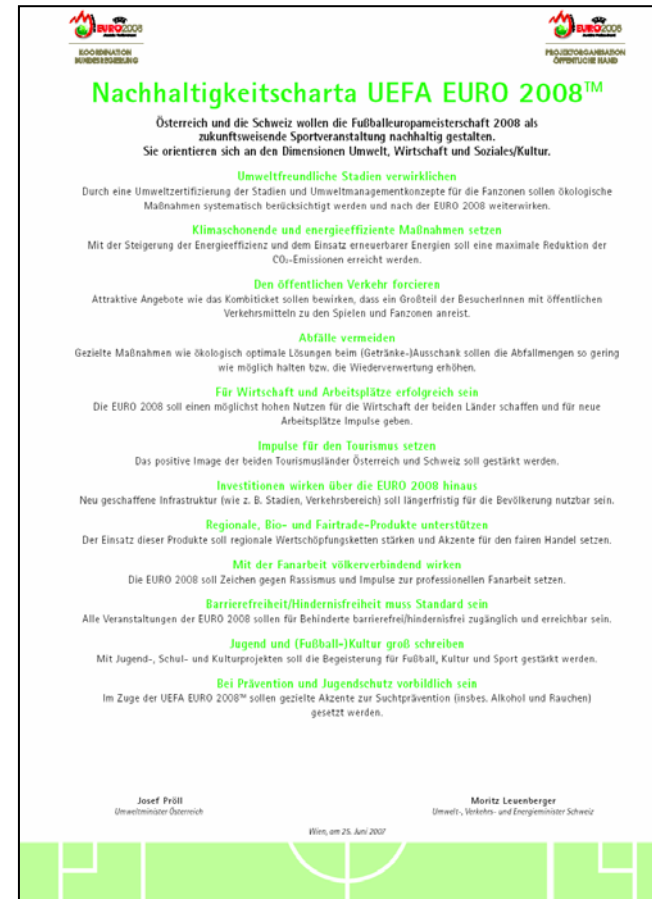 EURO2008
EURO2008
KOORDINATION
BUNDESREGIERUNG
PROJEKTORGANISATION
ÖFFENTLICHE HAND
Nachhaltigkeitscharta UEFA EURO 2008™
Österreich und die Schweiz wollen die Fußballeuropameisterschaft 2008 als
zukunftsweisende Sportveranstaltung nachhaltig gestalten.
Sie orientieren sich an den Dimensionen Umwelt, Wirtschaft und Soziales/Kultur.
Umweltfreundliche Stadien verwirklichen
Durch eine Umweltzertifizierung der Stadien und Umweltmanagementkonzepte für die Fanzonen sollen ökologische
Maßnahmen systematisch berücksichtigt werden und nach der EURO 2008 weiterwirken.
Klimaschonende und energieeffiziente Maßnahmen setzen
Mit der Steigerung der Energieeffizienz und dem Einsatz erneuerbarer Energien soll eine maximale Reduktion der
CO₂-Emissionen erreicht werden.
Den öffentlichen Verkehr forcieren
Attraktive Angebote wie das Kombiticket sollen bewirken, dass ein Großteil der BesucherInnen mit öffentlichen
Verkehrsmitteln zu den Spielen und Fanzonen anreist.
Abfälle vermeiden
Gezielte Maßnahmen wie ökologisch optimale Lösungen beim (Getränke-)Ausschank sollen die Abfallmengen so gering
wie möglich halten bzw. die Wiederverwertung erhöhen.
Für Wirtschaft und Arbeitsplätze erfolgreich sein
Die EURO 2008 soll einen möglichst hohen Nutzen für die Wirtschaft der beiden Länder schaffen und für neue
Arbeitsplätze Impulse geben.
Impulse für den Tourismus setzen
Das positive Image der beiden Tourismusländer Österreich und Schweiz soll gestärkt werden.
Investitionen wirken über die EURO 2008 hinaus
Neu geschaffene Infrastruktur (wie z. B. Stadien, Verkehrsbereich) soll längerfristig für die Bevölkerung nutzbar sein.
Regionale, Bio- und Fairtrade-Produkte unterstützen
Der Einsatz dieser Produkte soll regionale Wertschöpfungsketten stärken und Akzente für den fairen Handel setzen.
Mit der Fanarbeit völkerverbindend wirken
Die EURO 2008 soll Zeichen gegen Rassismus und Impulse zur professionellen Fanarbeit setzen.
Barrierefreiheit/Hindernisfreiheit muss Standard sein
Alle Veranstaltungen der EURO 2008 sollen für Behinderte barrierefrei/hindernisfrei zugänglich und erreichbar sein.
Jugend und (Fußball-)Kultur groß schreiben
Mit Jugend-, Schul- und Kulturprojekten soll die Begeisterung für Fußball, Kultur und Sport gestärkt werden.
Bei Prävention und Jugendschutz vorbildlich sein
Im Zuge der UEFA EURO 2008™ sollen gezielte Akzente zur Suchtprävention (insbes. Alkohol und Rauchen)
gesetzt werden.
Josef Pröll
Umweltminister Österreich
Moritz Leuenberger
Umwelt-, Verkehrs- und Energieminister Schweiz
Wien, am 25. Juni 2007